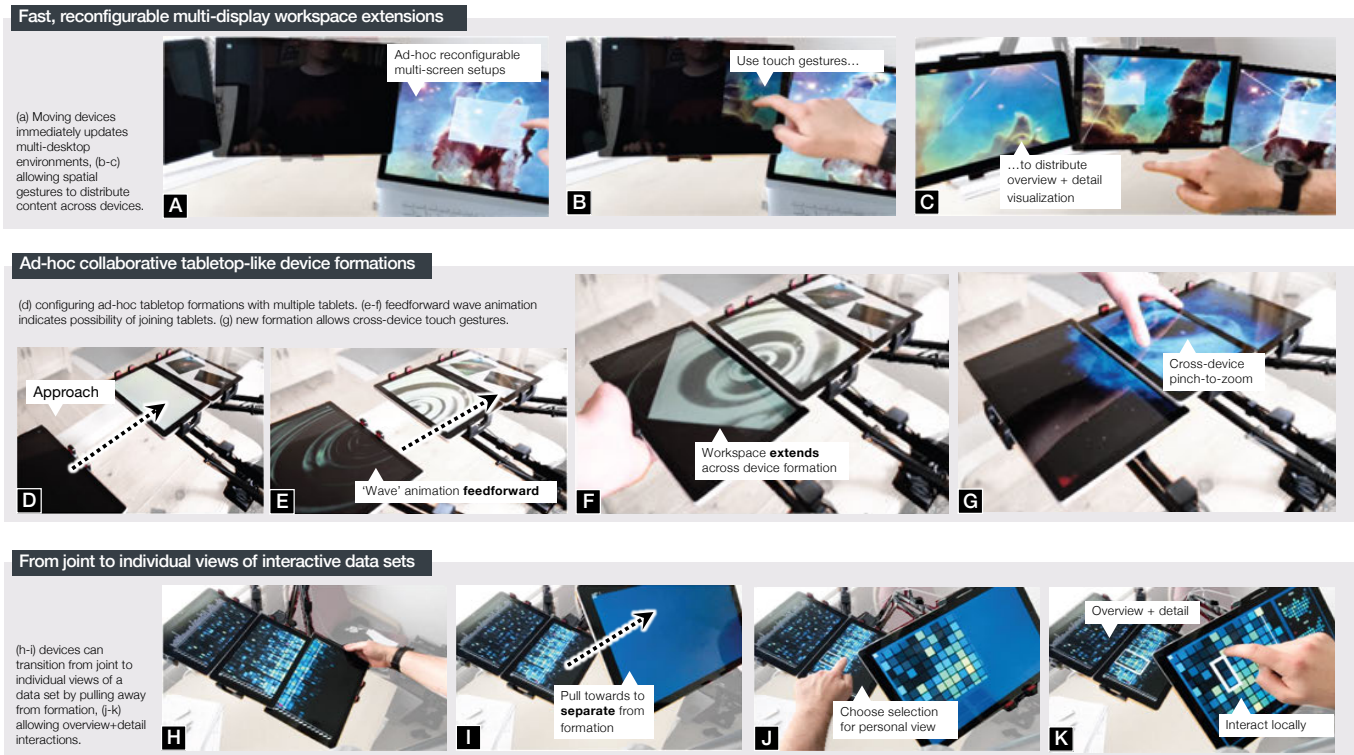 Fast, reconfigurable multi-display workspace extensions
(a) Moving devices
immediately updates
multi-desktop
environments, (b-c)
allowing spatial
gestures to distribute
content across devices.
Ad-hoc reconfigurable
multi-screen setups
A
Use touch gestures…
B
…to distribute
overview + detail
visualization
C
Ad-hoc collaborative tabletop-like device formations
(d) configuring ad-hoc tabletop formations with multiple tablets. (e-f) feedforward wave animation
indicates possibility of joining tablets. (g) new formation allows cross-device touch gestures.
Approach
D
'Wave' animation feedforward
E
Workspace extends
across device formation
F
Cross-device
pinch-to-zoom
G
From joint to individual views of interactive data sets
(h-i) devices can
transition from joint to
individual views of a
data set by pulling away
from formation, (j-k)
allowing overview+detail
interactions.
H
Pull towards to
separate from
formation
I
Choose selection
for personal view
J
Overview + detail
Interact locally
K